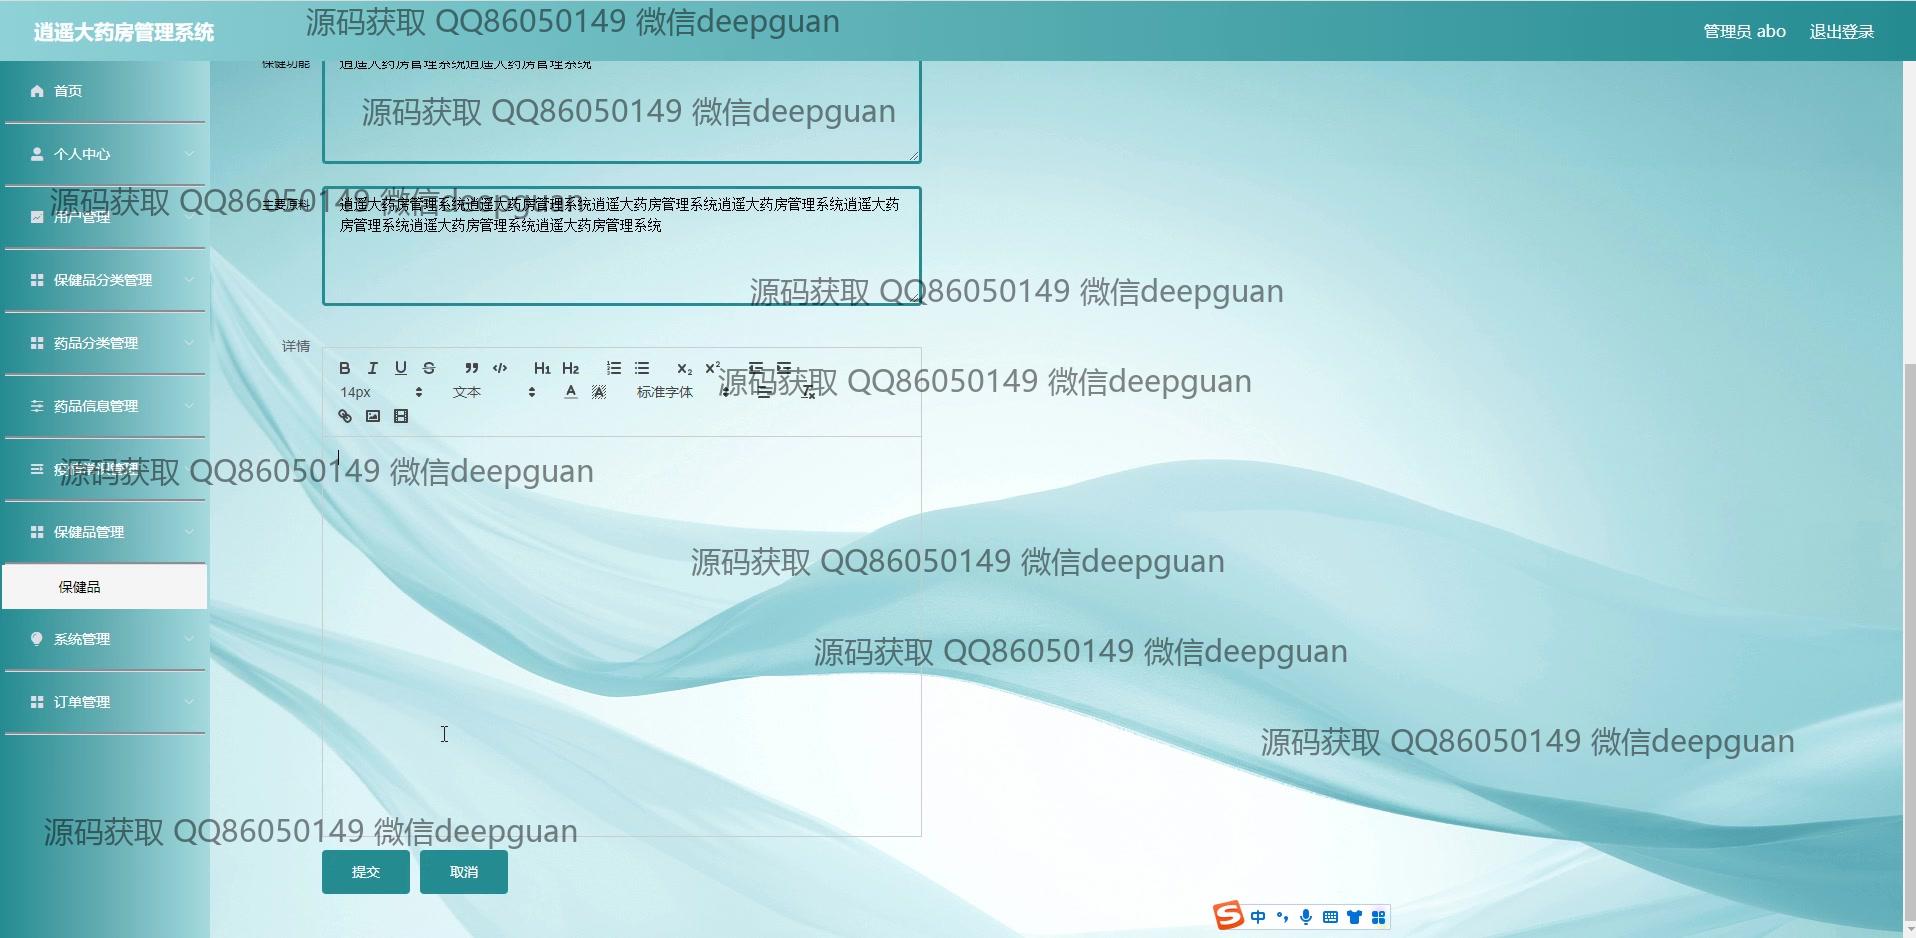 逍遥大药房管理系统
源码获取 QQ86050149 微信deepguan
管理员 abo
退出登录
首页
个人中心
用户管理
保健品分类管理
药品分类管理
药品信息管理
保健品管理
保健品
系统管理
订单管理
保健功能
逍遥大药房管理系统逍遥大药房管理系统
源码获取 QQ86050149 微信deepguan
源码获取 QQ86050149 微信deepguan
主要原料
逍遥大药房管理系统逍遥大药房管理系统逍遥大药房管理系统逍遥大药房管理系统逍遥大药
房管理系统逍遥大药房管理系统逍遥大药房管理系统
源码获取 QQ86050149 微信deepguan
详情
B I U S H1 H2 X2 X2
14px 文本 A A 标准字体
源码获取 QQ86050149 微信deepguan
源码获取 QQ86050149 微信deepguan
源码获取 QQ86050149 微信deepguan
源码获取 QQ86050149 微信deepguan
源码获取 QQ86050149 微信deepguan
源码获取 QQ86050149 微信deepguan
提交
取消
中